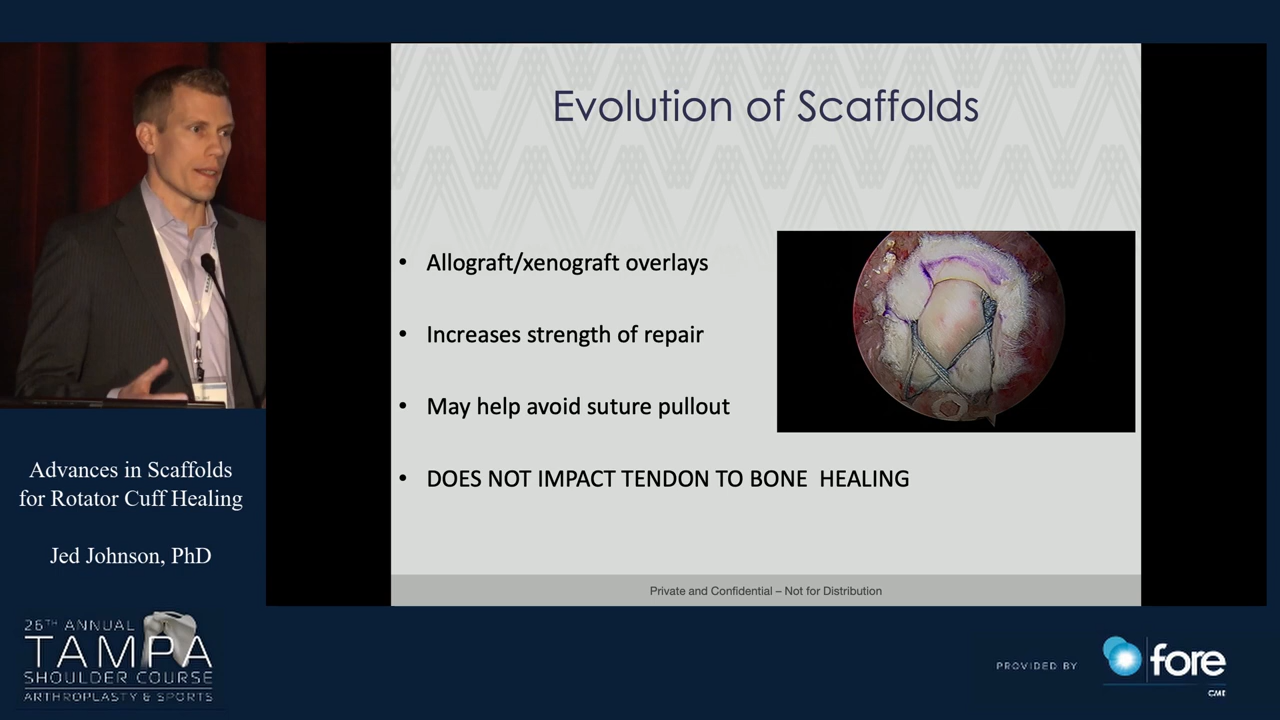 Evolution of Scaffolds
• Allograft/xenograft overlays
• Increases strength of repair
• May help avoid suture pullout
• DOES NOT IMPACT TENDON TO BONE HEALING
Private and Confidential – Not for Distribution
Advances in Scaffolds
for Rotator Cuff Healing
Jed Johnson, PhD
26TH ANNUAL
TAMPA
SHOULDER COURSE
ARTHROPLASTY & SPORTS
PROVIDED BY
fore
CME